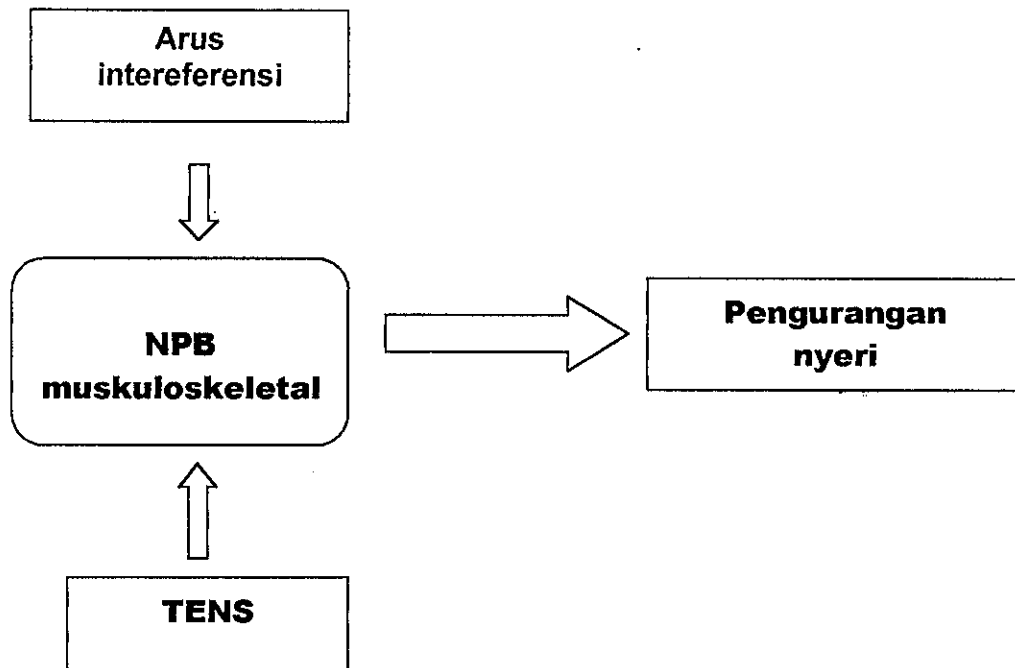 Arus
intereferensi
NPB
muskuloskeletal
Pengurangan
nyeri
TENS